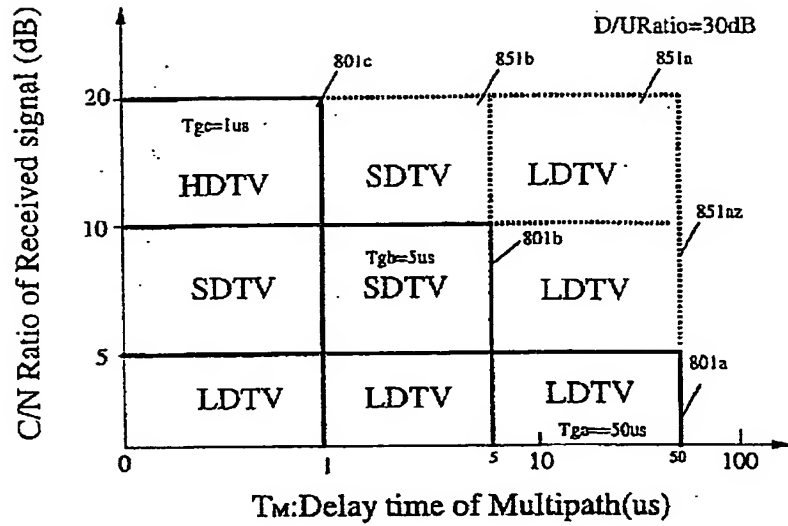 D/URatio=30dB
801c
851b
851a
20
Tgc=1us
HDTV
SDTV
LDTV
10
801b
851az
Tgb=5us
SDTV
SDTV
LDTV
5
801a
LDTV
LDTV
LDTV
Tga=50us
0
1
5
10
50
100
C/N Ratio of Received signal (dB)
TM:Delay time of Multipath(us)